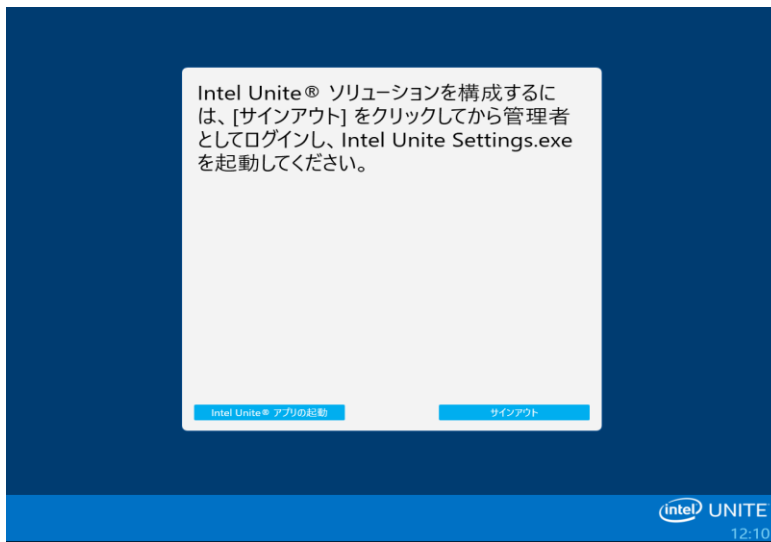 Intel Unite® ソリューションを構成するに
は、[サインアウト] をクリックしてから管理者
としてログインし、Intel Unite Settings.exe
を起動してください。
Intel Unite® アプリの起動
サインアウト
intel UNITE
12:10